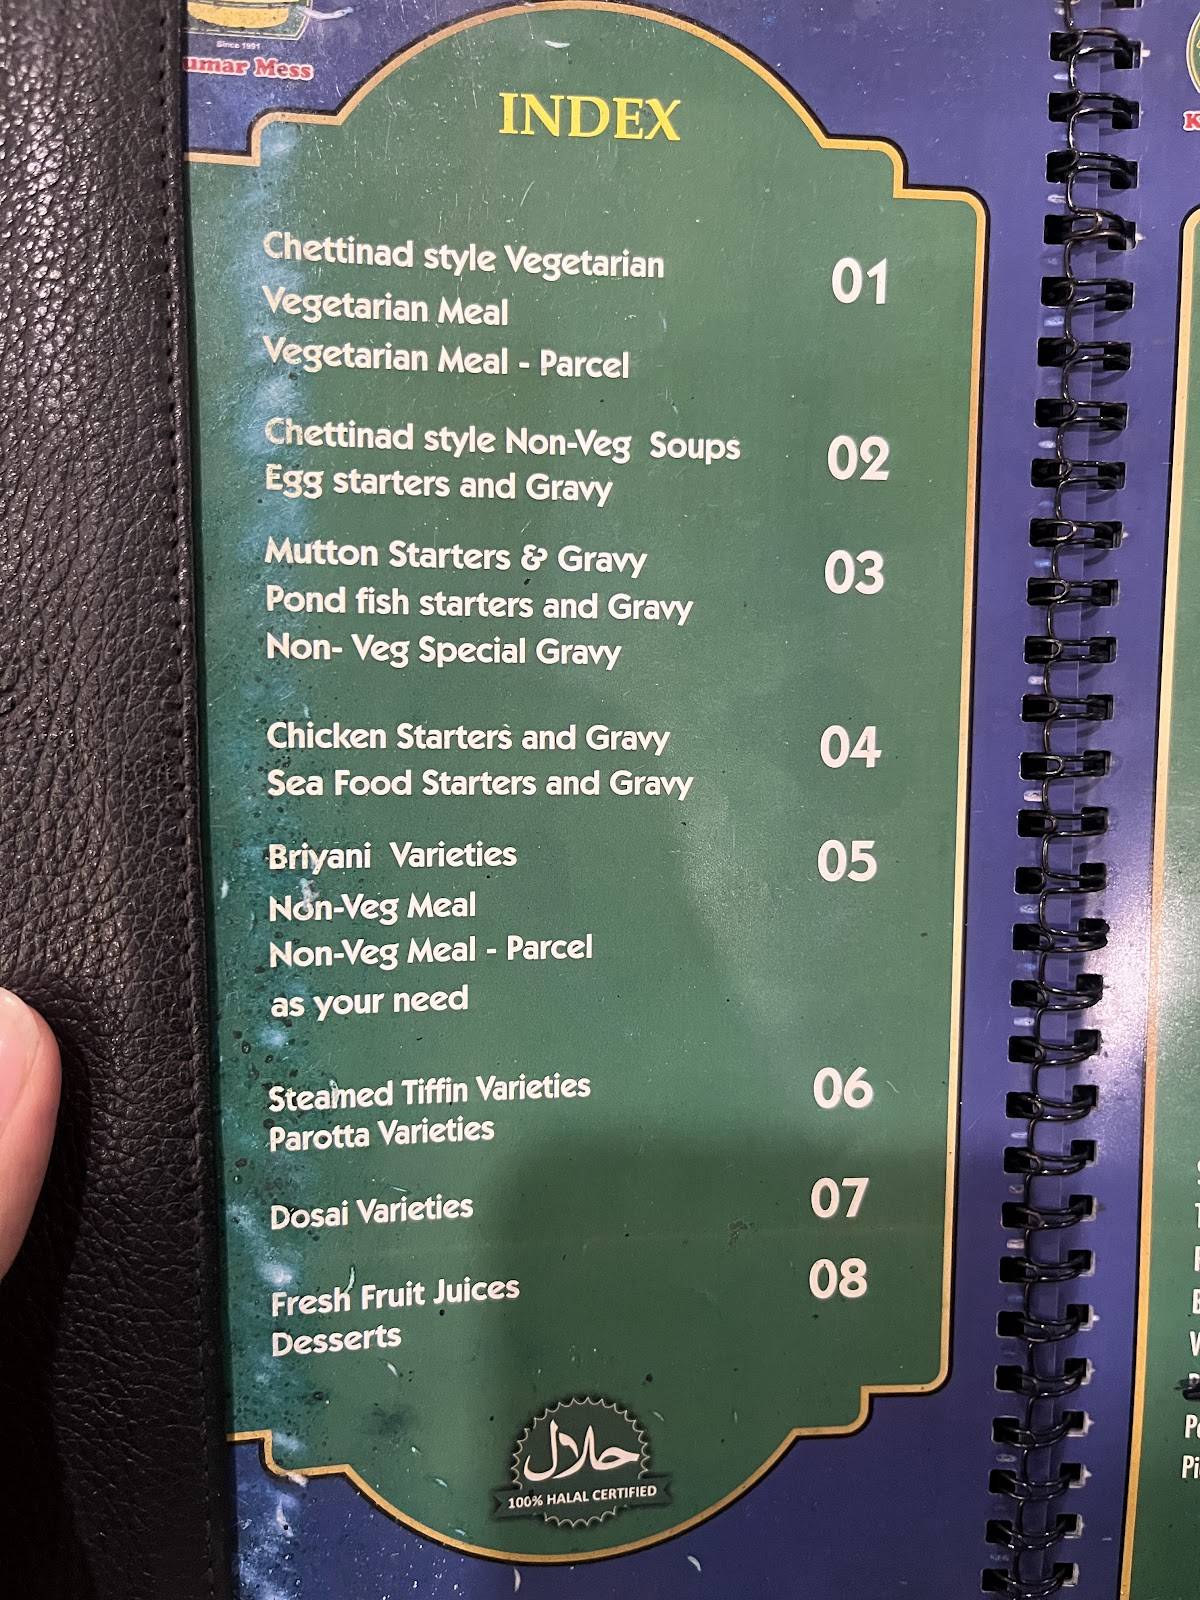 Since 1991
umar Mess
INDEX
Chettinad style Vegetarian 01
Vegetarian Meal
Vegetarian Meal - Parcel
Chettinad style Non-Veg Soups 02
Egg starters and Gravy
Mutton Starters & Gravy 03
Pond fish starters and Gravy
Non- Veg Special Gravy
Chicken Starters and Gravy 04
Sea Food Starters and Gravy
Briyani Varieties 05
Non-Veg Meal
Non-Veg Meal - Parcel
as your need
Steamed Tiffin Varieties 06
Parotta Varieties
Dosai Varieties 07
Fresh Fruit Juices 08
Desserts
حلال
100% HALAL CERTIFIED